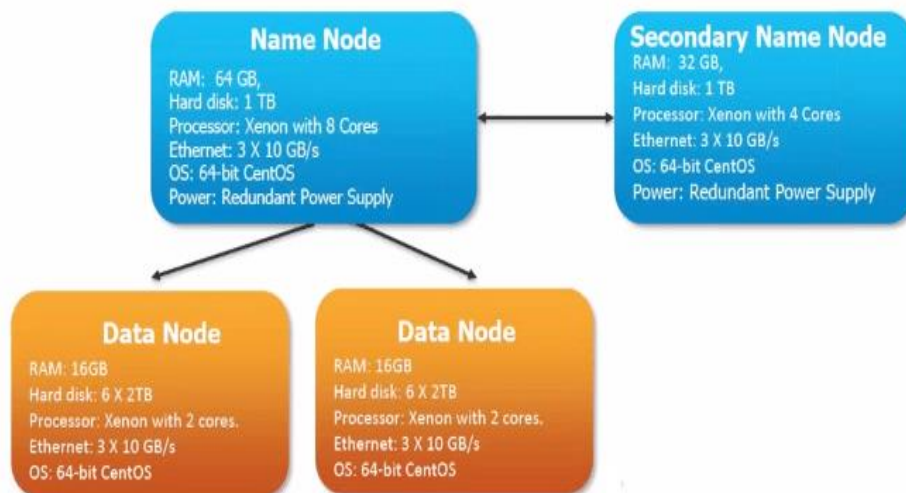 Name Node
RAM: 64 GB,
Hard disk: 1 TB
Processor: Xenon with 8 Cores
Ethernet: 3 X 10 GB/s
OS: 64-bit CentOS
Power: Redundant Power Supply
Secondary Name Node
RAM: 32 GB,
Hard disk: 1 TB
Processor: Xenon with 4 Cores
Ethernet: 3 X 10 GB/s
OS: 64-bit CentOS
Power: Redundant Power Supply
Data Node
RAM: 16GB
Hard disk: 6 X 2TB
Processor: Xenon with 2 cores.
Ethernet: 3 X 10 GB/s
OS: 64-bit CentOS
Data Node
RAM: 16GB
Hard disk: 6 X 2TB
Processor: Xenon with 2 cores.
Ethernet: 3 X 10 GB/s
OS: 64-bit CentOS